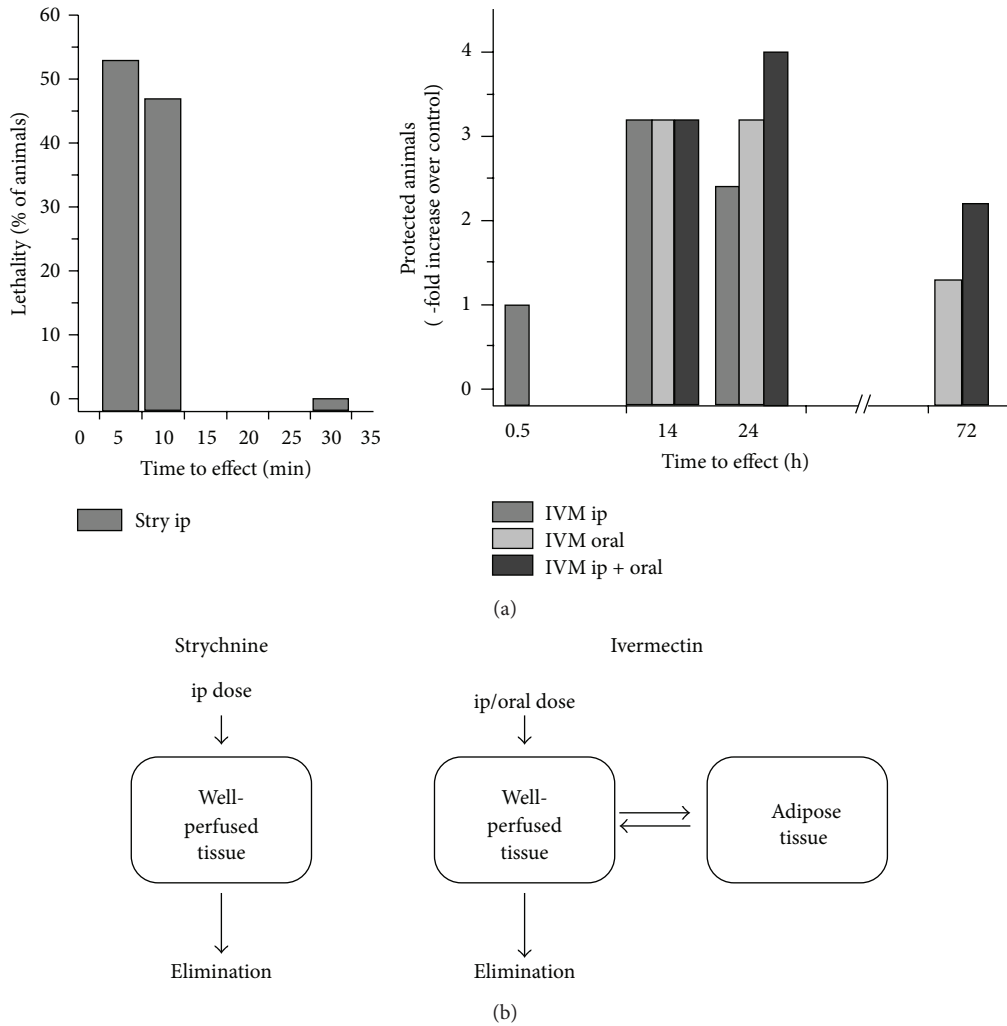 60
50
40
30
20
10
0
Lethality (% of animals)
0 5 10 15 20 25 30 35
Time to effect (min)
Stry ip
4
3
2
1
0
Protected animals
( -fold increase over control)
0.5 14 24 72
Time to effect (h)
IVM ip
IVM oral
IVM ip + oral
(a)
Strychnine
ip dose
Well-
perfused
tissue
Elimination
Ivermectin
ip/oral dose
Well-
perfused
tissue
Adipose
tissue
Elimination
(b)